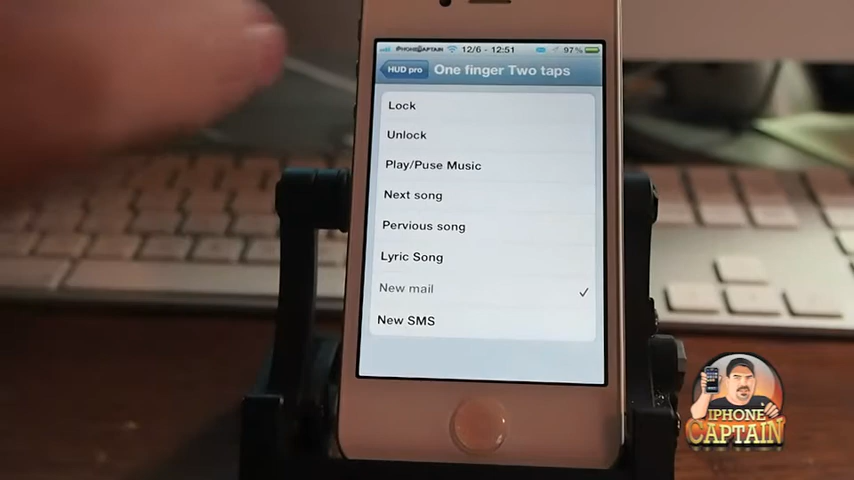 iPHONECAPTAIN 12/6 - 12:51 97%
HUD pro One finger Two taps
Lock
Unlock
Play/Puse Music
Next song
Pervious song
Lyric Song
New mail
New SMS
IPHONE
CAPTAIN